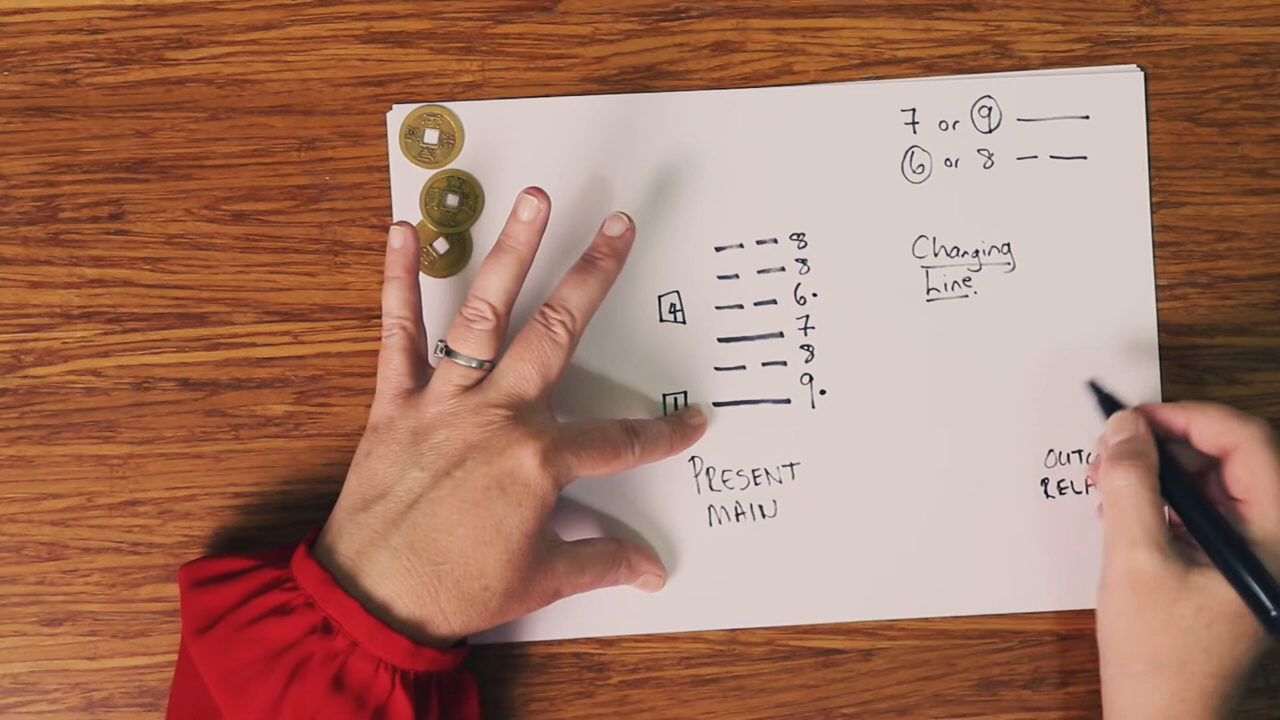 7 or 9
6 or 8
8
8
Changing
Line.
4
6.
7
8
9.
1
PRESENT
MAIN